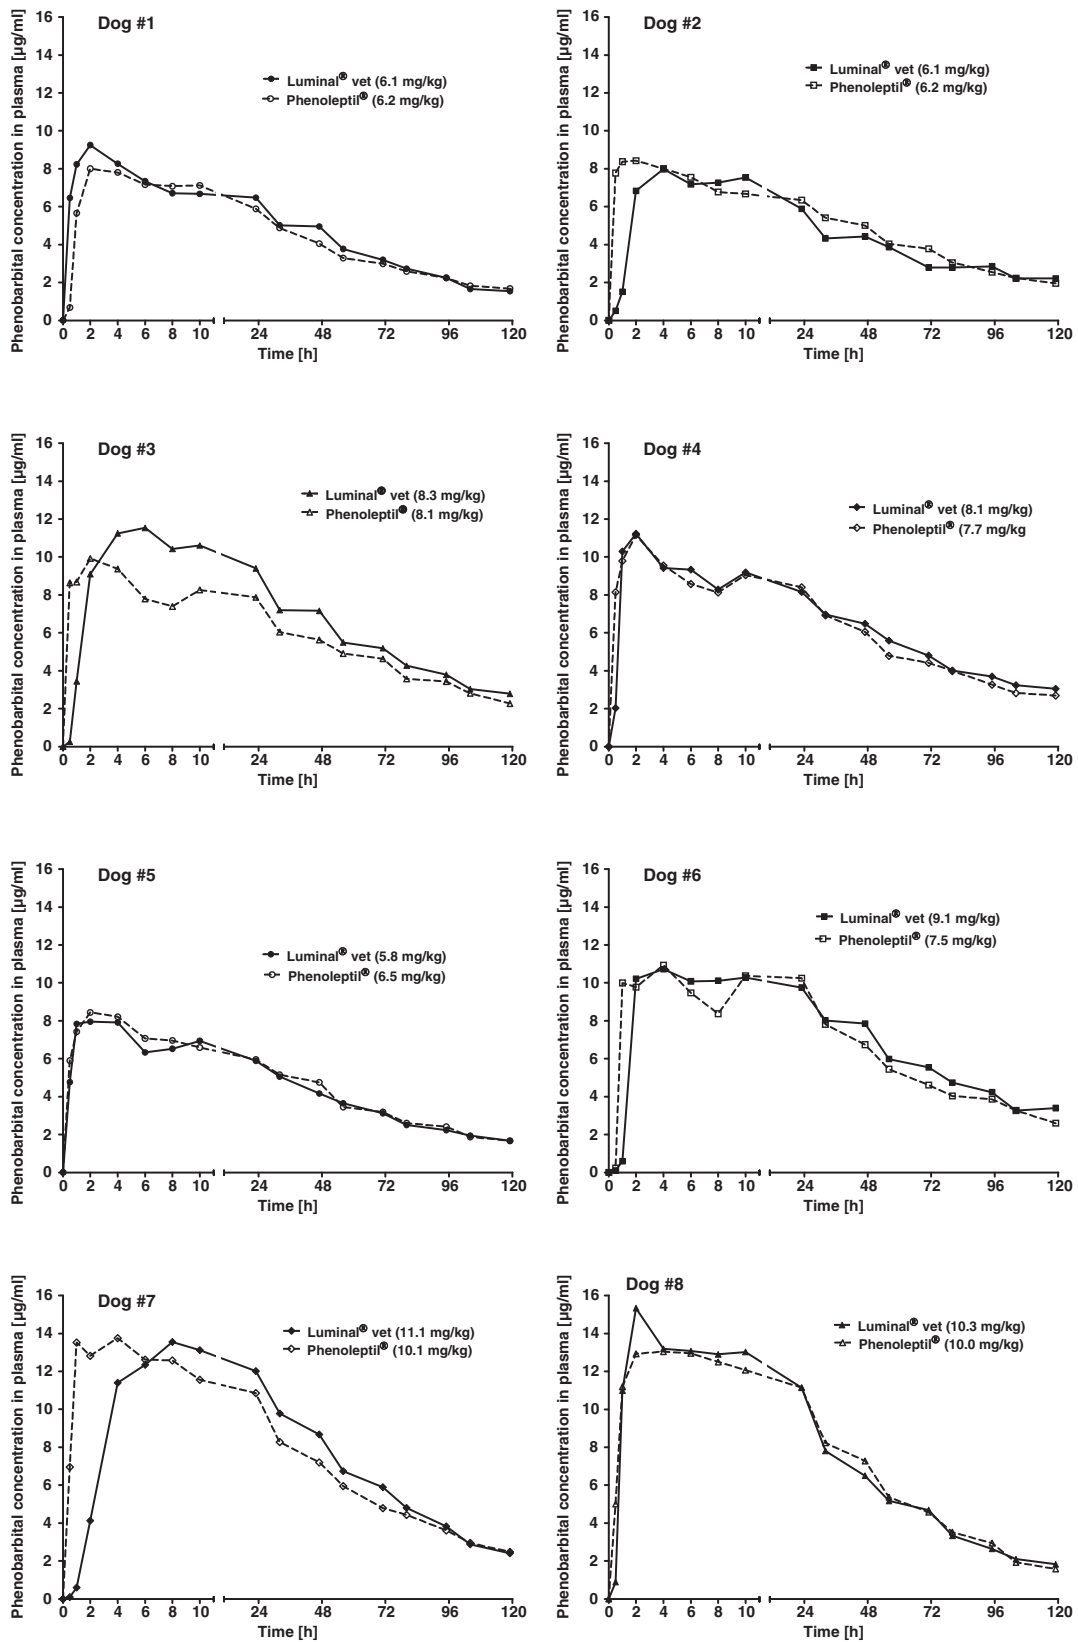 Dog #1
Phenobarbital concentration in plasma [µg/ml]
16
14
12
10
8
6
4
2
0
Luminal® vet (6.1 mg/kg)
Phenoleptil® (6.2 mg/kg)
0 2 4 6 8 10 24 48 72 96 120
Time [h]
Dog #2
Phenobarbital concentration in plasma [µg/ml]
16
14
12
10
8
6
4
2
0
Luminal® vet (6.1 mg/kg)
Phenoleptil® (6.2 mg/kg)
0 2 4 6 8 10 24 48 72 96 120
Time [h]
Dog #3
Phenobarbital concentration in plasma [µg/ml]
16
14
12
10
8
6
4
2
0
Luminal® vet (8.3 mg/kg)
Phenoleptil® (8.1 mg/kg)
0 2 4 6 8 10 24 48 72 96 120
Time [h]
Dog #4
Phenobarbital concentration in plasma [µg/ml]
16
14
12
10
8
6
4
2
0
Luminal® vet (8.1 mg/kg)
Phenoleptil® (7.7 mg/kg
0 2 4 6 8 10 24 48 72 96 120
Time [h]
Dog #5
Phenobarbital concentration in plasma [µg/ml]
16
14
12
10
8
6
4
2
0
Luminal® vet (5.8 mg/kg)
Phenoleptil® (6.5 mg/kg)
0 2 4 6 8 10 24 48 72 96 120
Time [h]
Dog #6
Phenobarbital concentration in plasma [µg/ml]
16
14
12
10
8
6
4
2
0
Luminal® vet (9.1 mg/kg)
Phenoleptil® (7.5 mg/kg)
0 2 4 6 8 10 24 48 72 96 120
Time [h]
Dog #7
Phenobarbital concentration in plasma [µg/ml]
16
14
12
10
8
6
4
2
0
Luminal® vet (11.1 mg/kg)
Phenoleptil® (10.1 mg/kg)
0 2 4 6 8 10 24 48 72 96 120
Time [h]
Dog #8
Phenobarbital concentration in plasma [µg/ml]
16
14
12
10
8
6
4
2
0
Luminal® vet (10.3 mg/kg)
Phenoleptil® (10.0 mg/kg)
0 2 4 6 8 10 24 48 72 96 120
Time [h]